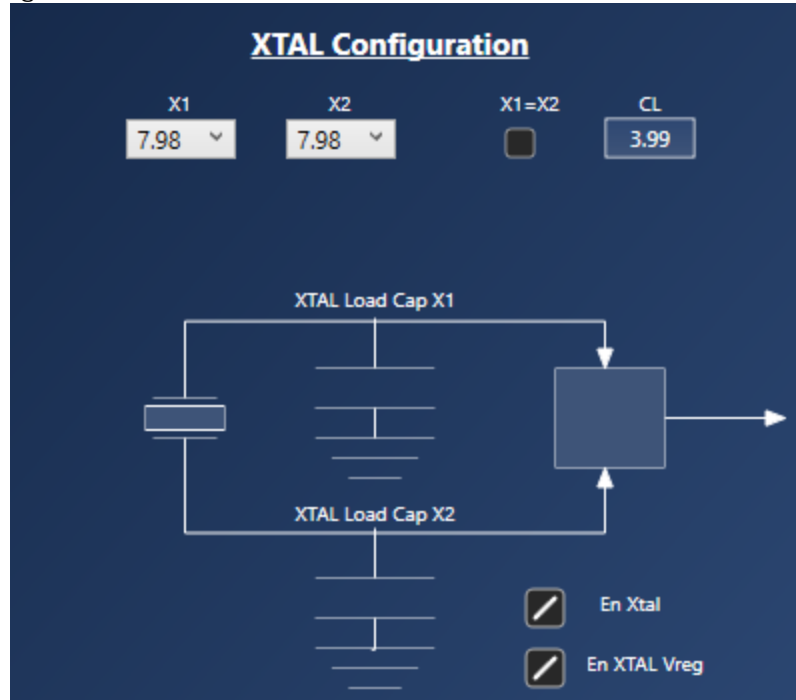 XTAL Configuration
X1 X2 X1=X2 CL
7.98 7.98 3.99
XTAL Load Cap X1
XTAL Load Cap X2
En Xtal
En XTAL Vreg